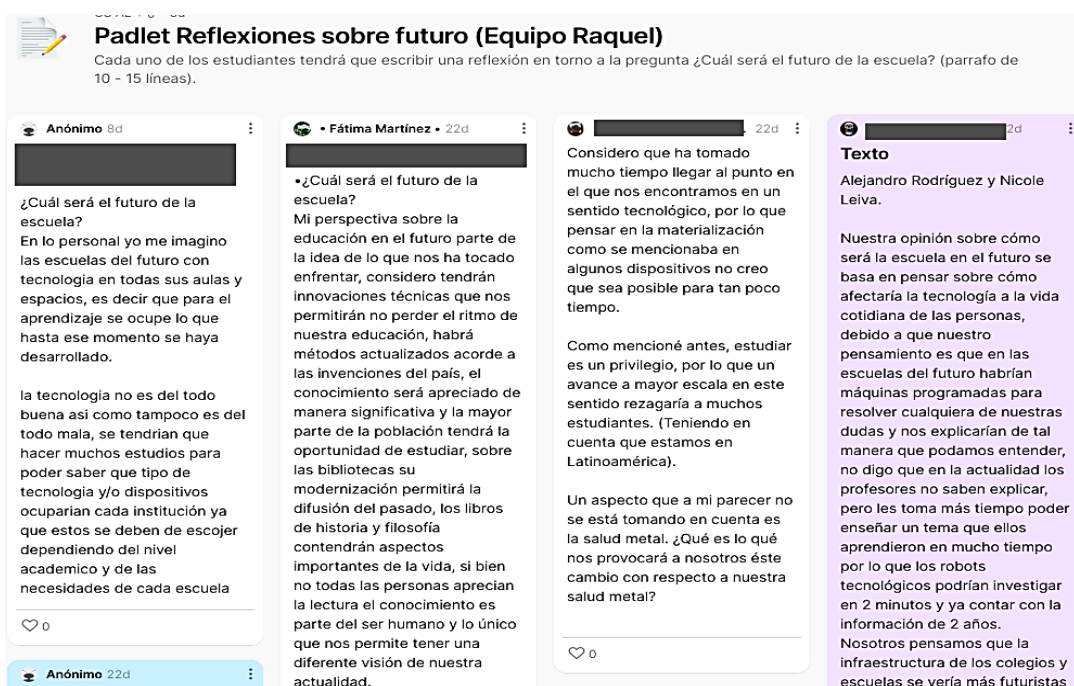 Padlet Reflexiones sobre futuro (Equipo Raquel)
Cada uno de los estudiantes tendrá que escribir una reflexión en torno a la pregunta ¿Cuál será el futuro de la escuela? (parrafo de
10 - 15 líneas).
Anónimo 8d
¿Cuál será el futuro de la
escuela?
En lo personal yo me imagino
las escuelas del futuro con
tecnologia en todas sus aulas y
espacios, es decir que para el
aprendizaje se ocupe lo que
hasta ese momento se haya
desarrollado.
la tecnologia no es del todo
buena asi como tampoco es del
todo mala, se tendrian que
hacer muchos estudios para
poder saber que tipo de
tecnologia y/o dispositivos
ocuparian cada institución ya
que estos se deben de escojer
dependiendo del nivel
academico y de las
necesidades de cada escuela
0
Anónimo 22d
• Fátima Martínez • 22d
•¿Cuál será el futuro de la
escuela?
Mi perspectiva sobre la
educación en el futuro parte de
la idea de lo que nos ha tocado
enfrentar, considero tendrán
innovaciones técnicas que nos
permitirán no perder el ritmo de
nuestra educación, habrá
métodos actualizados acorde a
las invenciones del país, el
conocimiento será apreciado de
manera significativa y la mayor
parte de la población tendrá la
oportunidad de estudiar, sobre
las bibliotecas su
modernización permitirá la
difusión del pasado, los libros
de historia y filosofía
contendrán aspectos
importantes de la vida, si bien
no todas las personas aprecian
la lectura el conocimiento es
parte del ser humano y lo único
que nos permite tener una
diferente visión de nuestra
actualidad.
22d
Considero que ha tomado
mucho tiempo llegar al punto en
el que nos encontramos en un
sentido tecnológico, por lo que
pensar en la materialización
como se mencionaba en
algunos dispositivos no creo
que sea posible para tan poco
tiempo.
Como mencioné antes, estudiar
es un privilegio, por lo que un
avance a mayor escala en este
sentido rezagaría a muchos
estudiantes. (Teniendo en
cuenta que estamos en
Latinoamérica).
Un aspecto que a mi parecer no
se está tomando en cuenta es
la salud metal. ¿Qué es lo qué
nos provocará a nosotros éste
cambio con respecto a nuestra
salud metal?
0
2d
Texto
Alejandro Rodríguez y Nicole
Leiva.
Nuestra opinión sobre cómo
será la escuela en el futuro se
basa en pensar sobre cómo
afectaría la tecnología a la vida
cotidiana de las personas,
debido a que nuestro
pensamiento es que en las
escuelas del futuro habrían
máquinas programadas para
resolver cualquiera de nuestras
dudas y nos explicarían de tal
manera que podamos entender,
no digo que en la actualidad los
profesores no saben explicar,
pero les toma más tiempo poder
enseñar un tema que ellos
aprendieron en mucho tiempo
por lo que los robots
tecnológicos podrían investigar
en 2 minutos y ya contar con la
información de 2 años.
Nosotros pensamos que la
infraestructura de los colegios y
escuelas se vería más futuristas